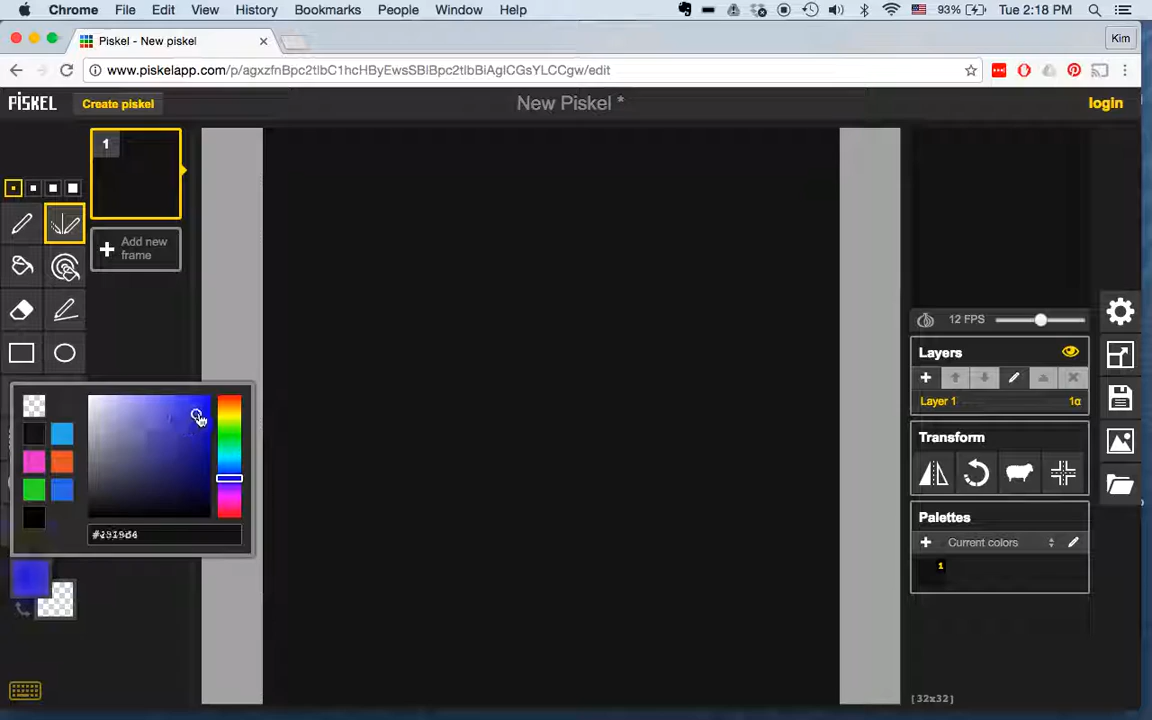 Chrome File Edit View History Bookmarks People Window Help 93% Tue 2:18 PM
Piskel - New piskel
Kim
www.piskelapp.com/p/agxzfnBpc2tlbC1hcHByEwsSBlBpc2tlbBiAgICGsYLCCgw/edit
PiSKEL Create piskel New Piskel * login
1
Add new
frame
12 FPS
Layers
Layer 1 1α
Transform
Palettes
Current colors
1
[32x32]